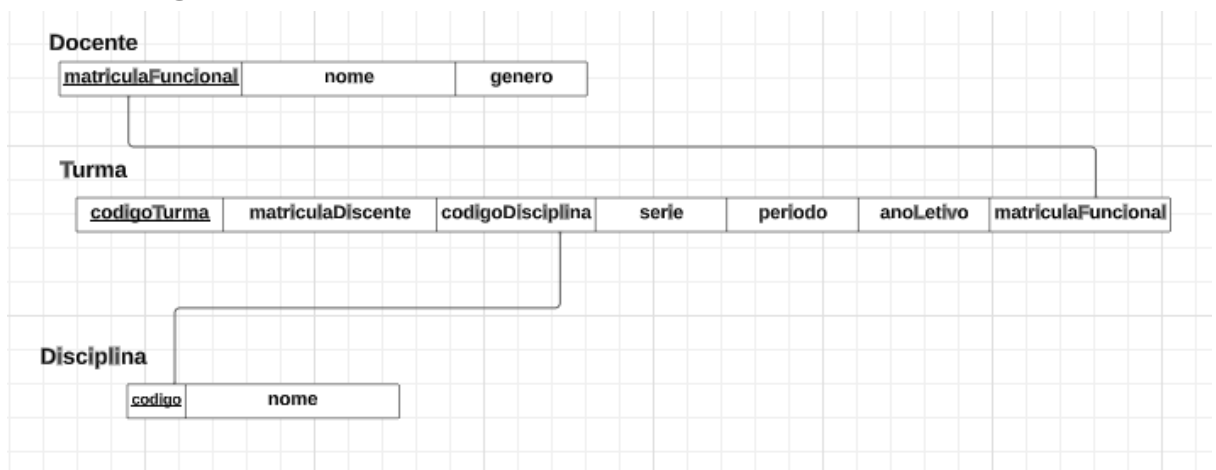 Docente
matriculaFuncional nome genero
Turma
codigoTurma matriculaDiscente codigoDisciplina serie periodo anoLetivo matriculaFuncional
Disciplina
codigo nome